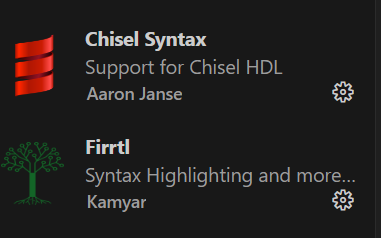 Chisel Syntax
Support for Chisel HDL
Aaron Janse
Firrtl
Syntax Highlighting and more...
Kamyar